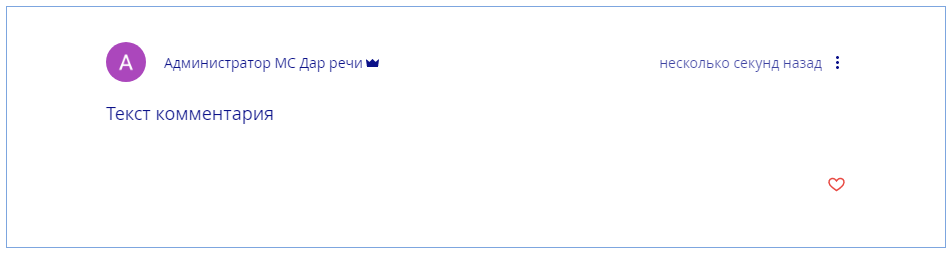 А Администратор МС Дар речи несколько секунд назад
Текст комментария